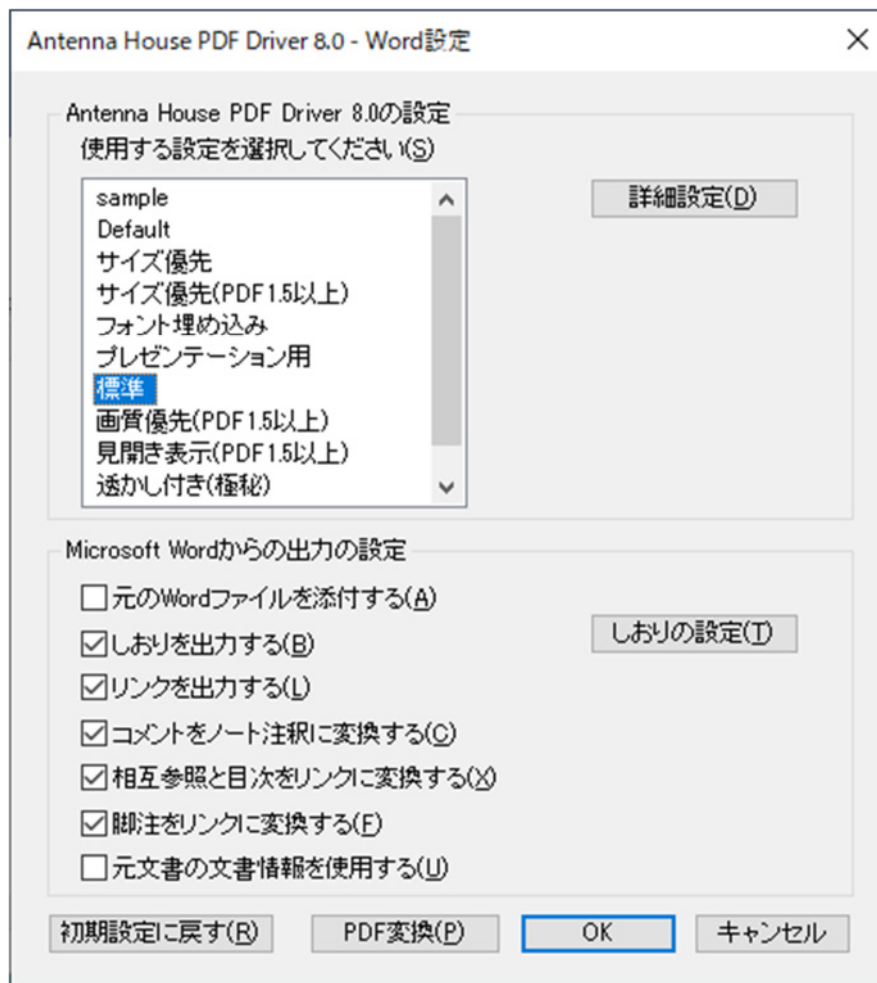 Antenna House PDF Driver 8.0 - Word設定
Antenna House PDF Driver 8.0の設定
使用する設定を選択してください(S)
sample
詳細設定(D)
Default
サイズ優先
サイズ優先(PDF1.5以上)
フォント埋め込み
プレゼンテーション用
標準
画質優先(PDF1.5以上)
見開き表示(PDF1.5以上)
透かし付き(極秘)
Microsoft Wordからの出力の設定
元のWordファイルを添付する(A)
しおりを出力する(B)
しおりの設定(T)
リンクを出力する(L)
コメントをノート注釈に変換する(C)
相互参照と目次をリンクに変換する(X)
脚注をリンクに変換する(F)
元文書の文書情報を使用する(U)
初期設定に戻す(R)
PDF変換(P)
OK
キャンセル